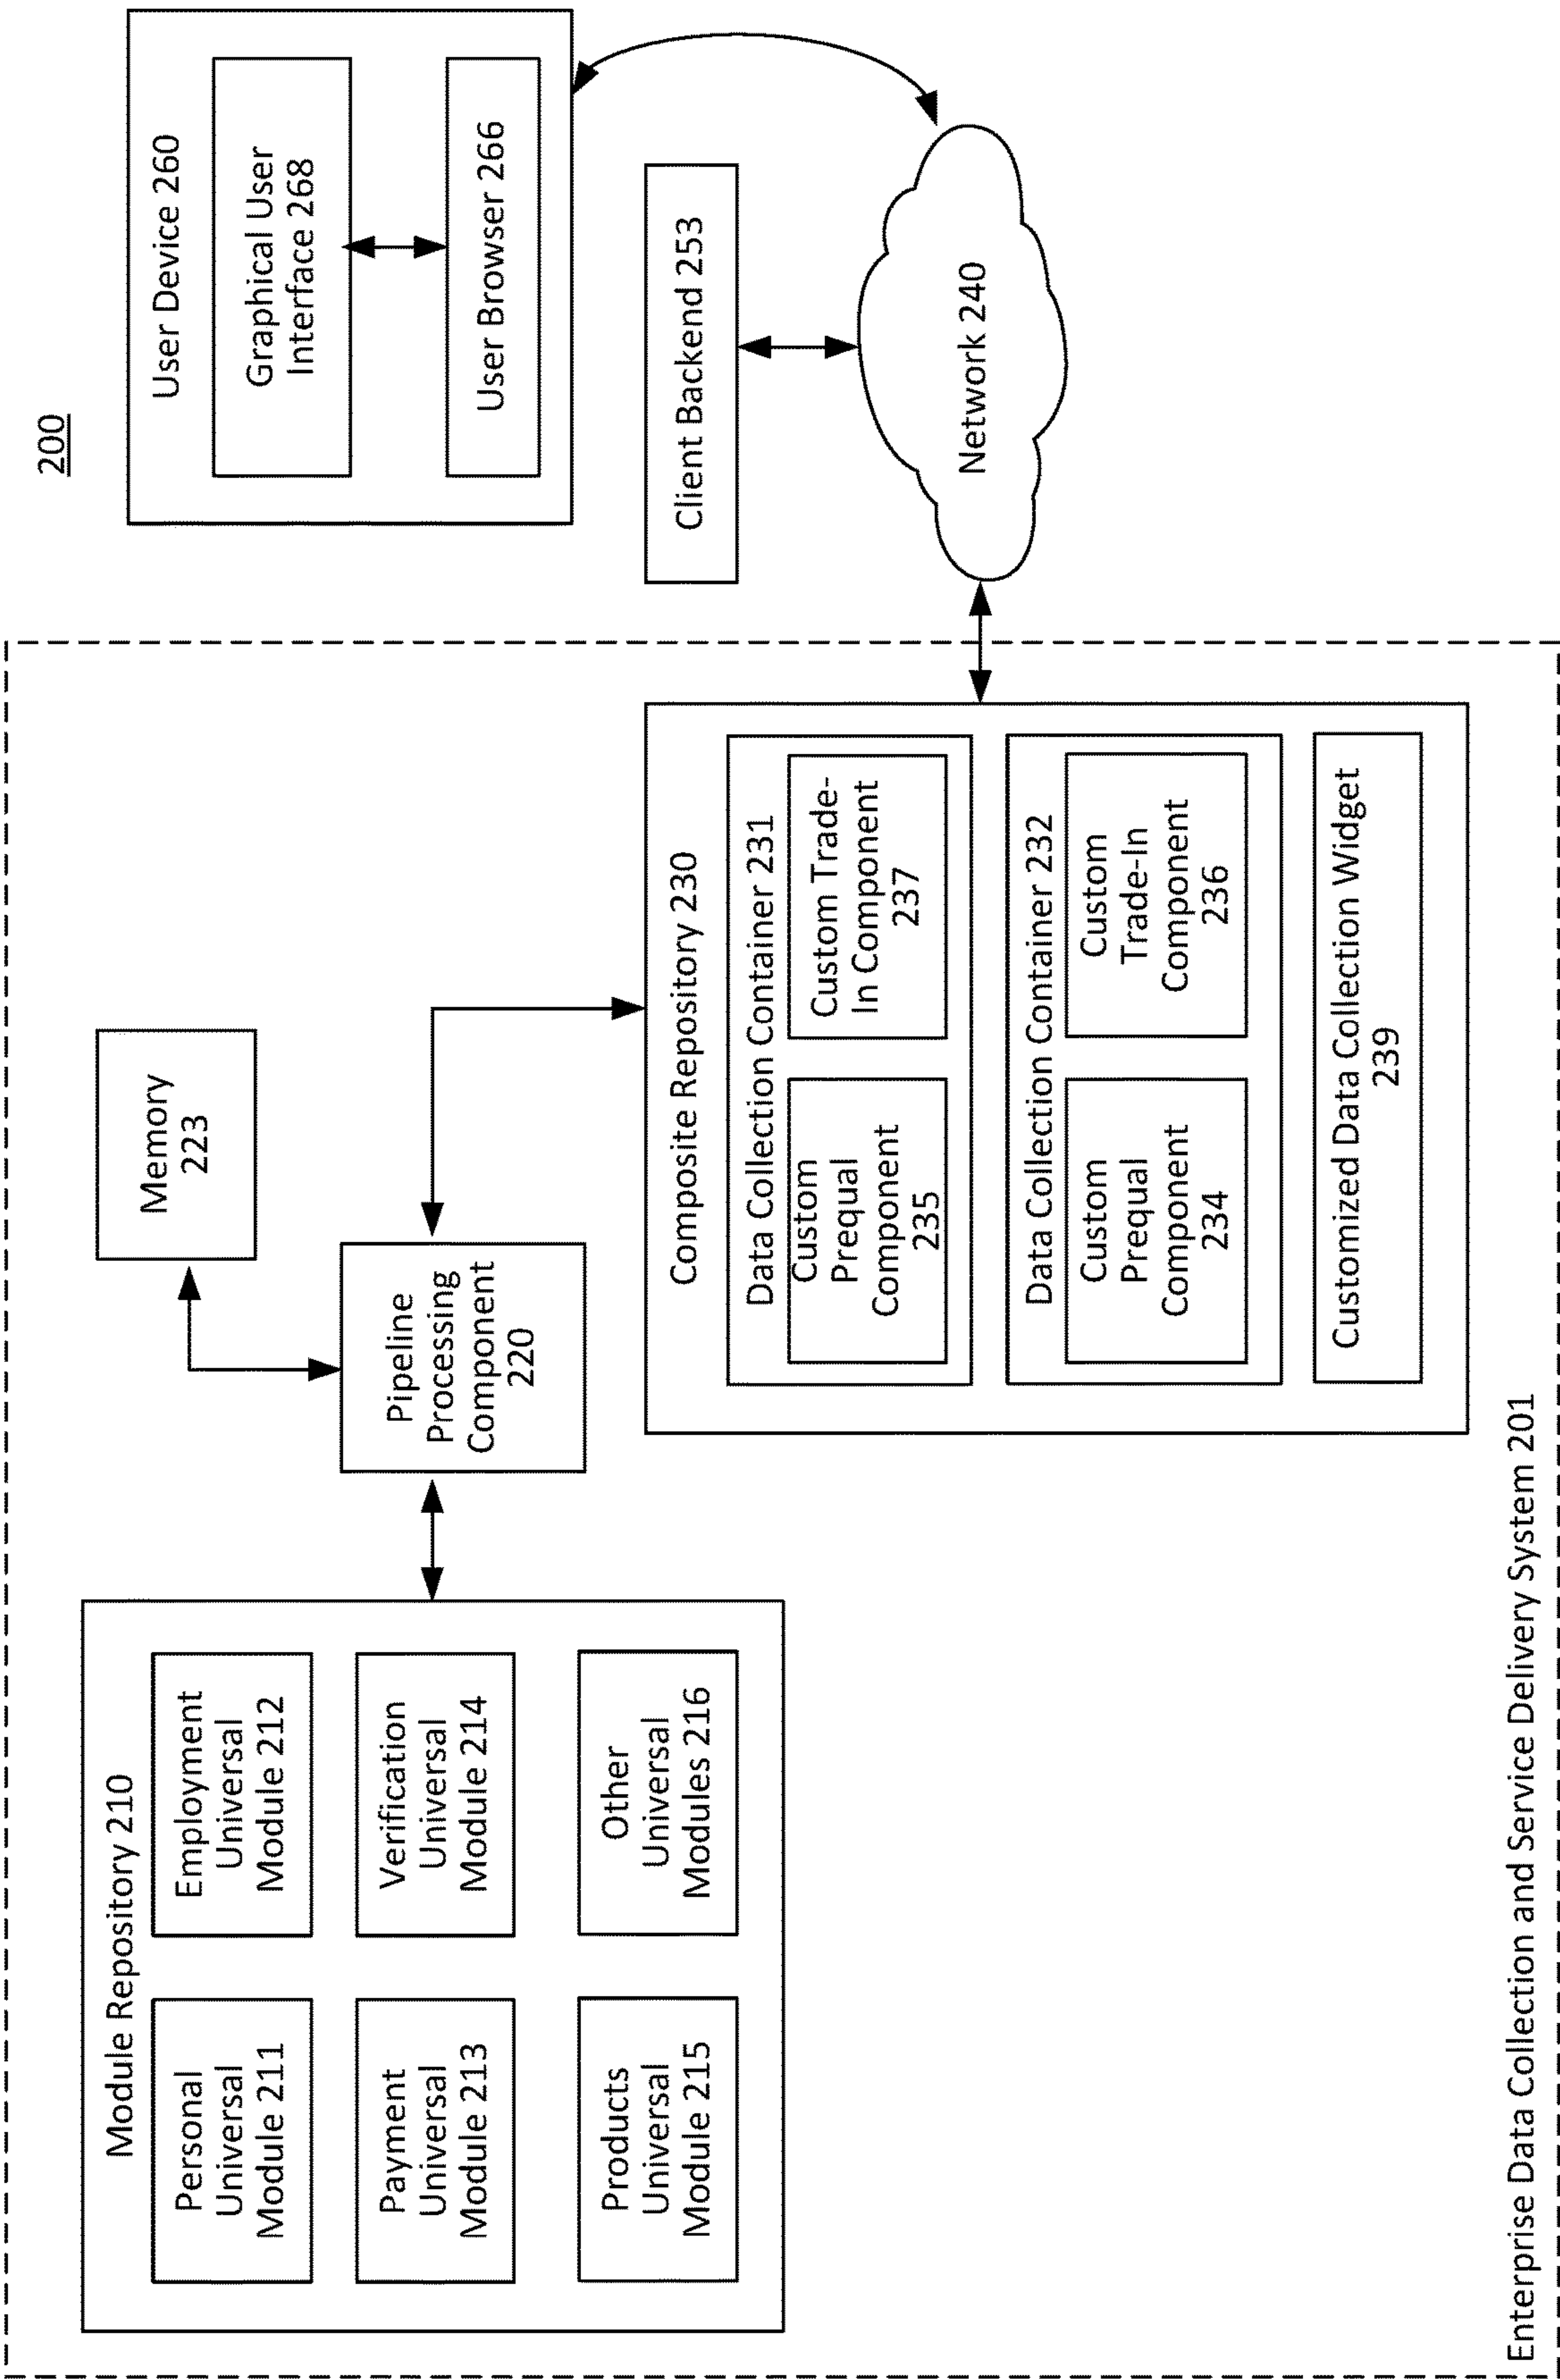 200
Module Repository 210
Personal
Universal
Module 211
Employment
Universal
Module 212
Payment
Universal
Module 213
Verification
Universal
Module 214
Products
Universal
Module 215
Other
Universal
Modules 216
Memory
223
Pipeline
Processing
Component
220
Composite Repository 230
Data Collection Container 231
Custom
Prequal
Component
235
Custom Trade-
In Component
237
Data Collection Container 232
Custom
Prequal
Component
234
Custom
Trade-In
Component
236
Customized Data Collection Widget
239
Enterprise Data Collection and Service Delivery System 201
User Device 260
Graphical User
Interface 268
User Browser 266
Client Backend 253
Network 240